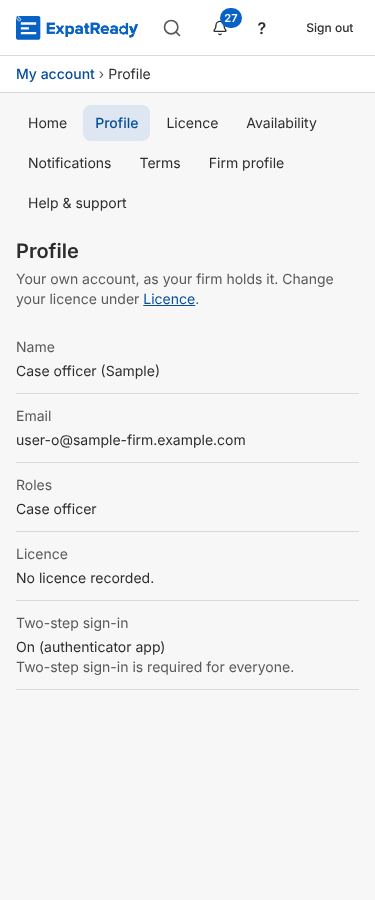 ExpatReady
27
?
Sign out
My account › Profile
Home
Profile
Licence
Availability
Notifications
Terms
Firm profile
Help & support
Profile
Your own account, as your firm holds it. Change
your licence under Licence.
Name
Case officer (Sample)
Email
user-o@sample-firm.example.com
Roles
Case officer
Licence
No licence recorded.
Two-step sign-in
On (authenticator app)
Two-step sign-in is required for everyone.